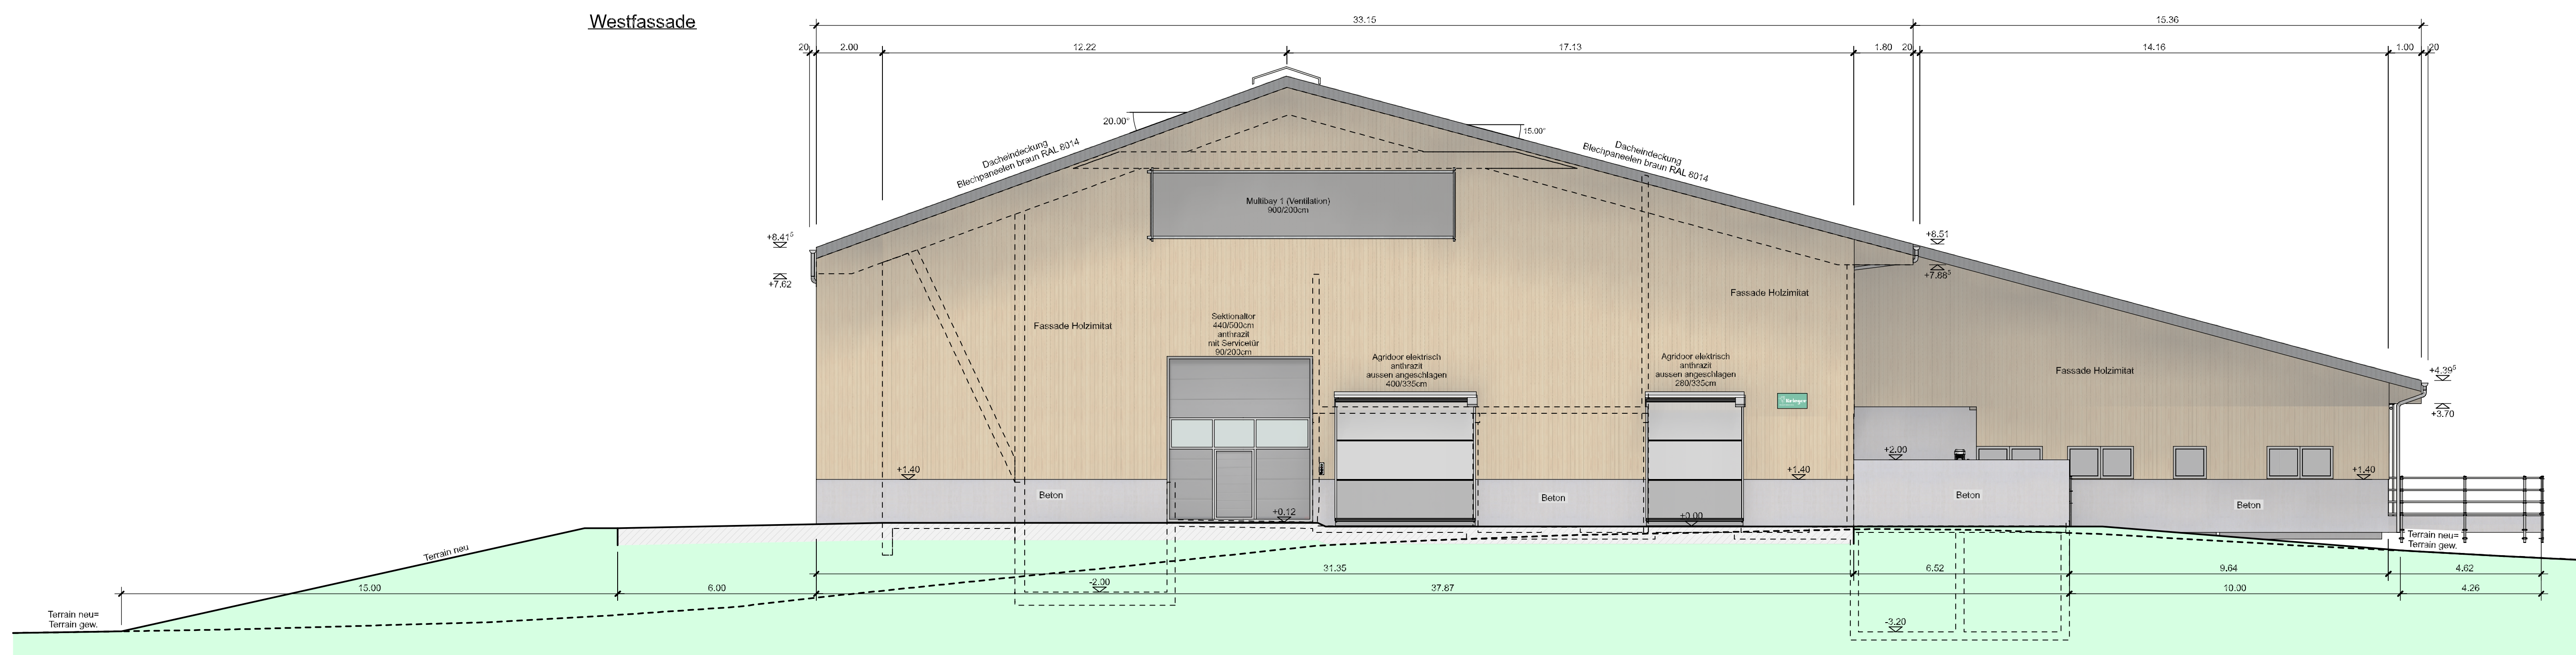 Westfassade
33.15
15.36
20
2.00
12.22
17.13
1.80
20
14.16
1.00
20
20.00°
15.00°
Dacheindeckung
Blechpaneelen braun RAL 8014
Dacheindeckung
Blechpaneelen braun RAL 8014
Multibay 1 (Ventilation)
900/200cm
+8.41⁵
+7.62
+8.51
+7.88⁵
Fassade Holzimitat
Fassade Holzimitat
Sektionaltor
440/500cm
anthrazit
mit Servicetür
90/200cm
Agridoor elektrisch
anthrazit
aussen angeschlagen
400/335cm
Agridoor elektrisch
anthrazit
aussen angeschlagen
280/335cm
Fassade Holzimitat
+4.39⁵
+3.70
Krieger
+2.00
+1.40
+1.40
+1.40
Beton
Beton
Beton
Beton
+0.12
+0.00
Terrain neu
Terrain neu=
Terrain gew.
31.35
6.52
9.64
4.62
-2.00
15.00
6.00
37.87
10.00
4.26
Terrain neu=
Terrain gew.
-3.20